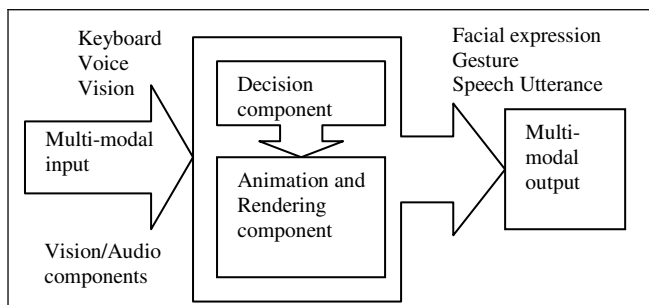 Keyboard
Voice
Vision
Multi-modal
input
Vision/Audio
components
Decision
component
Animation and
Rendering
component
Facial expression
Gesture
Speech Utterance
Multi-
modal
output